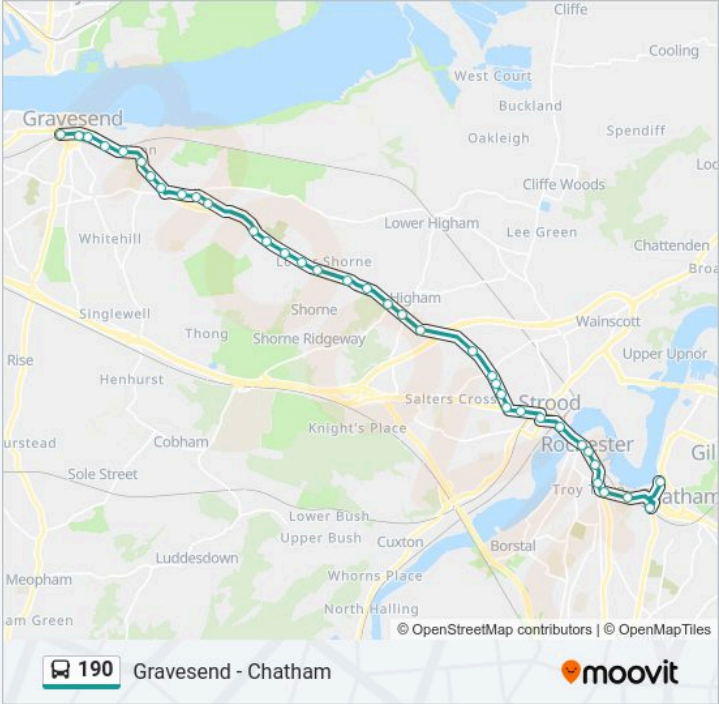 Cliffe
Cooling
West Court
Buckland
Gravesend
Oakleigh
Spendiff
Cliffe Woods
Lower Higham
Lee Green
Whitehill
Chattenden
Shorne
Higham
Shorne
Singlewell
Wainscott
Thong
Shorne Ridgeway
Upper Upnor
Rise
Henhurst
Salters Cross
Strood
Knight's Place
Cobham
Sole Street
Troy
Lower Bush
Upper Bush
Cuxton
Borstal
Luddesdown
Meopham
Whorns Place
North Halling
Green
© OpenStreetMap contributors | © OpenMapTiles
190 Gravesend - Chatham
moovit